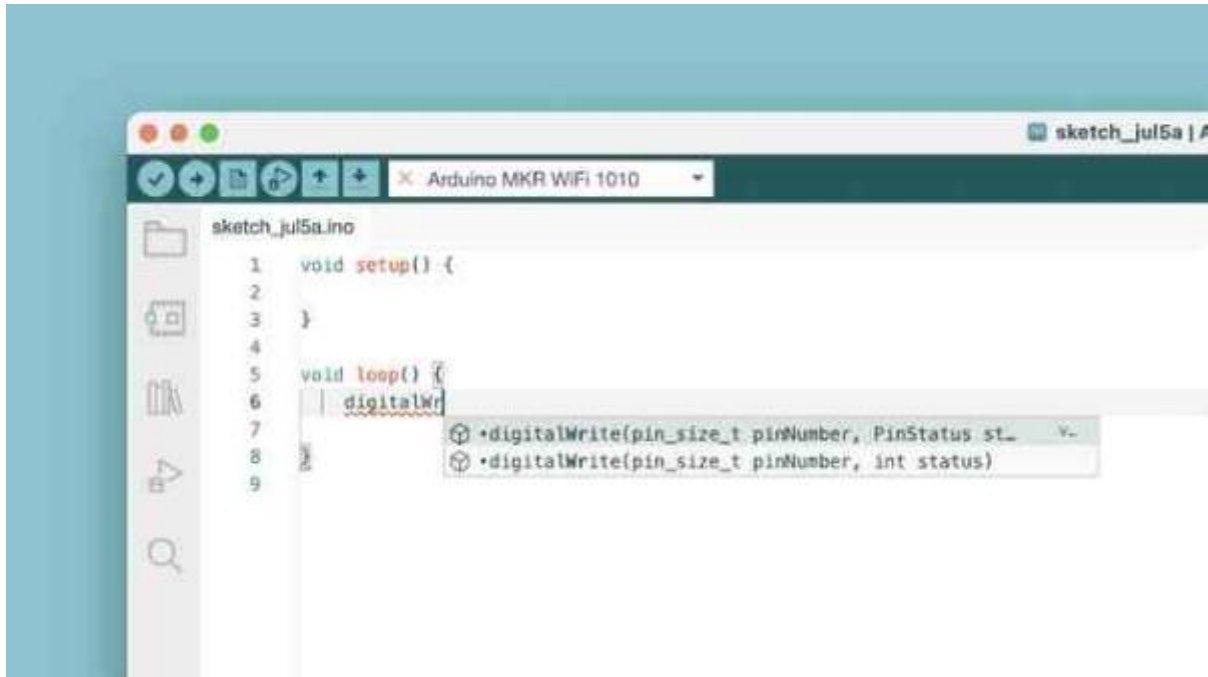 sketch_jul5a | A
Arduino MKR WiFi 1010
sketch_jul5a.ino
1 void setup() {
2
3 }
4
5 void loop() {
6 digitalWr
•digitalWrite(pin_size_t pinNumber, PinStatus st…
7
•digitalWrite(pin_size_t pinNumber, int status)
8 }
9